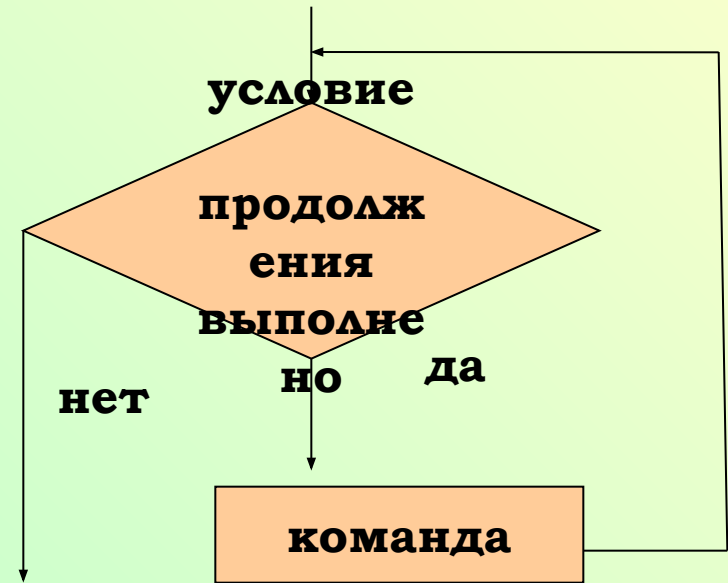 условие
продолж
ения
выполне
но
да
нет
команда